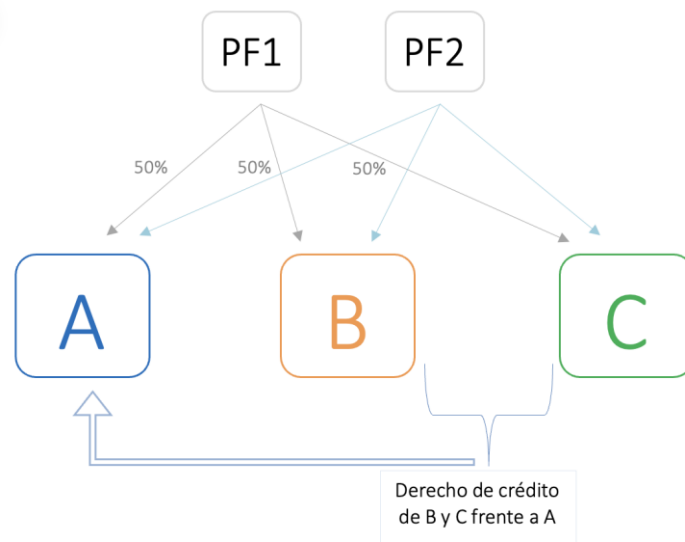 PF1
PF2
50%
50%
50%
A
B
C
Derecho de crédito
de B y C frente a A